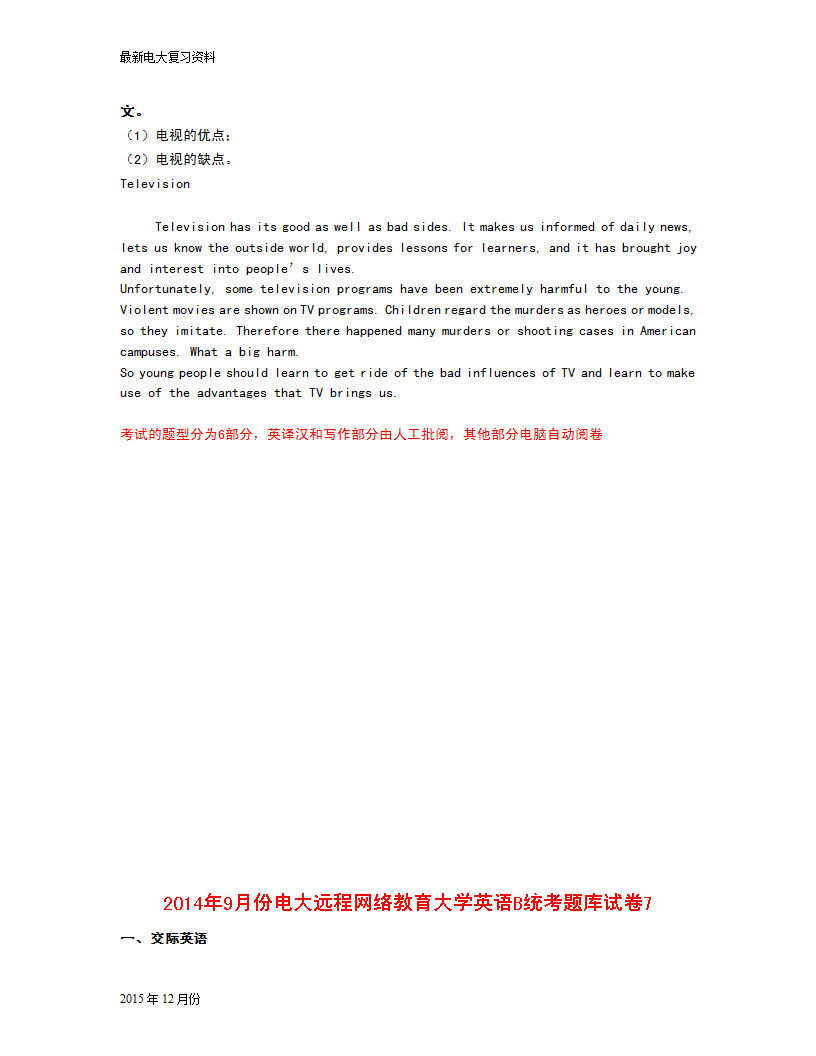 最新电大复习资料
文。
（1）电视的优点；
（2）电视的缺点。
Television
Television has its good as well as bad sides. It makes us informed of daily news,
lets us know the outside world, provides lessons for learners, and it has brought joy
and interest into people’s lives.
Unfortunately, some television programs have been extremely harmful to the young.
Violent movies are shown on TV programs. Children regard the murders as heroes or models,
so they imitate. Therefore there happened many murders or shooting cases in American
campuses. What a big harm.
So young people should learn to get ride of the bad influences of TV and learn to make
use of the advantages that TV brings us.
考试的题型分为6部分，英译汉和写作部分由人工批阅，其他部分电脑自动阅卷
2014年9月份电大远程网络教育大学英语B统考题库试卷7
一、交际英语
2015年12月份